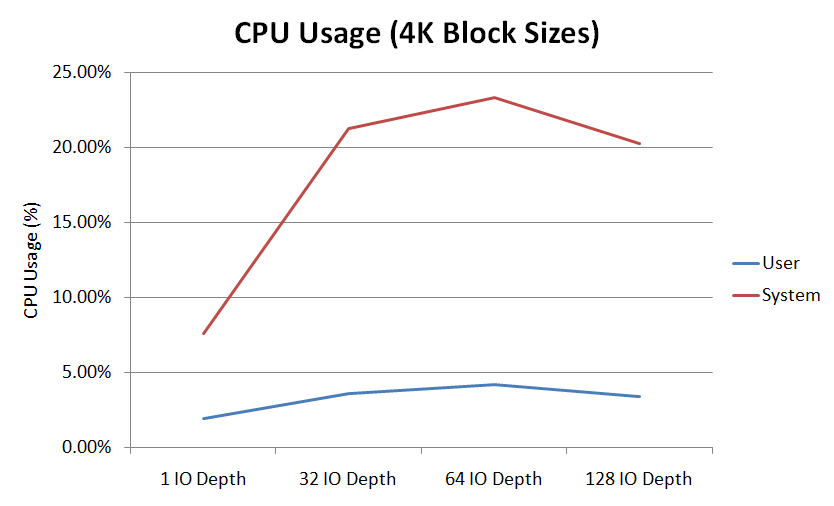 CPU Usage (4K Block Sizes)
25.00%
20.00%
15.00%
10.00%
5.00%
0.00%
CPU Usage (%)
1 IO Depth
32 IO Depth
64 IO Depth
128 IO Depth
User
System